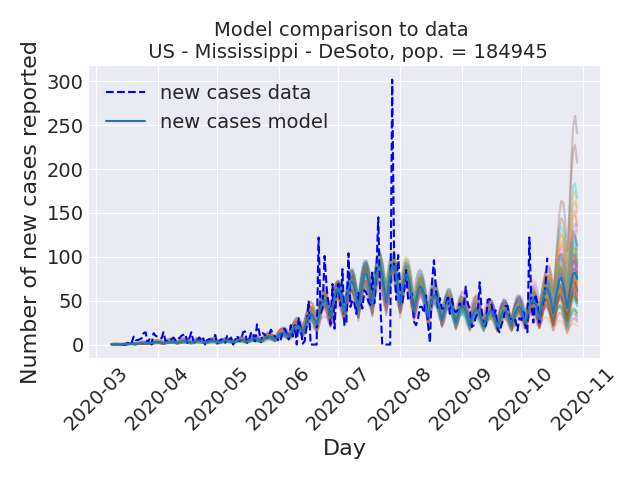 Model comparison to data
US - Mississippi - DeSoto, pop. = 184945
Number of new cases reported
300
250
200
150
100
50
0
new cases data
new cases model
2020-03
2020-04
2020-05
2020-06
2020-07
2020-08
2020-09
2020-10
2020-11
Day